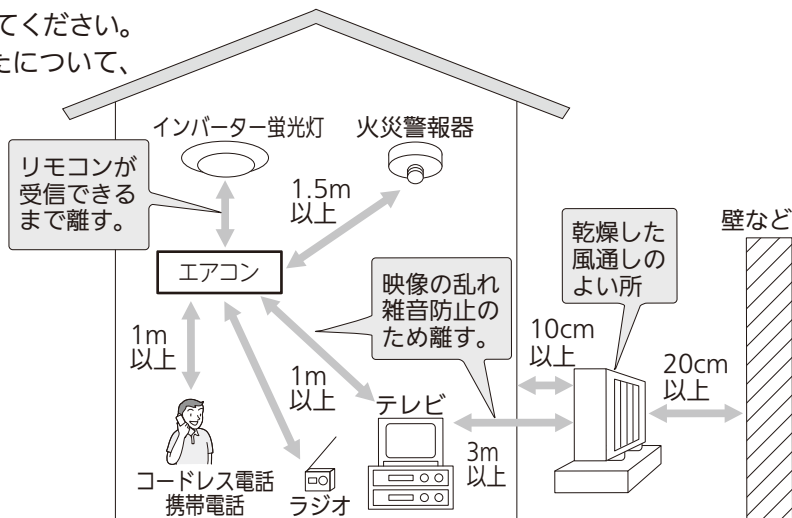 てください。
たについて、
インバーター蛍光灯
火災警報器
リモコンが
受信できる
まで離す。
1.5m
以上
エアコン
映像の乱れ
雑音防止の
ため離す。
乾燥した
風通しの
よい所
壁など
1m
以上
1m
以上
10cm
以上
20cm
以上
テレビ
3m
以上
コードレス電話
携帯電話
ラジオ